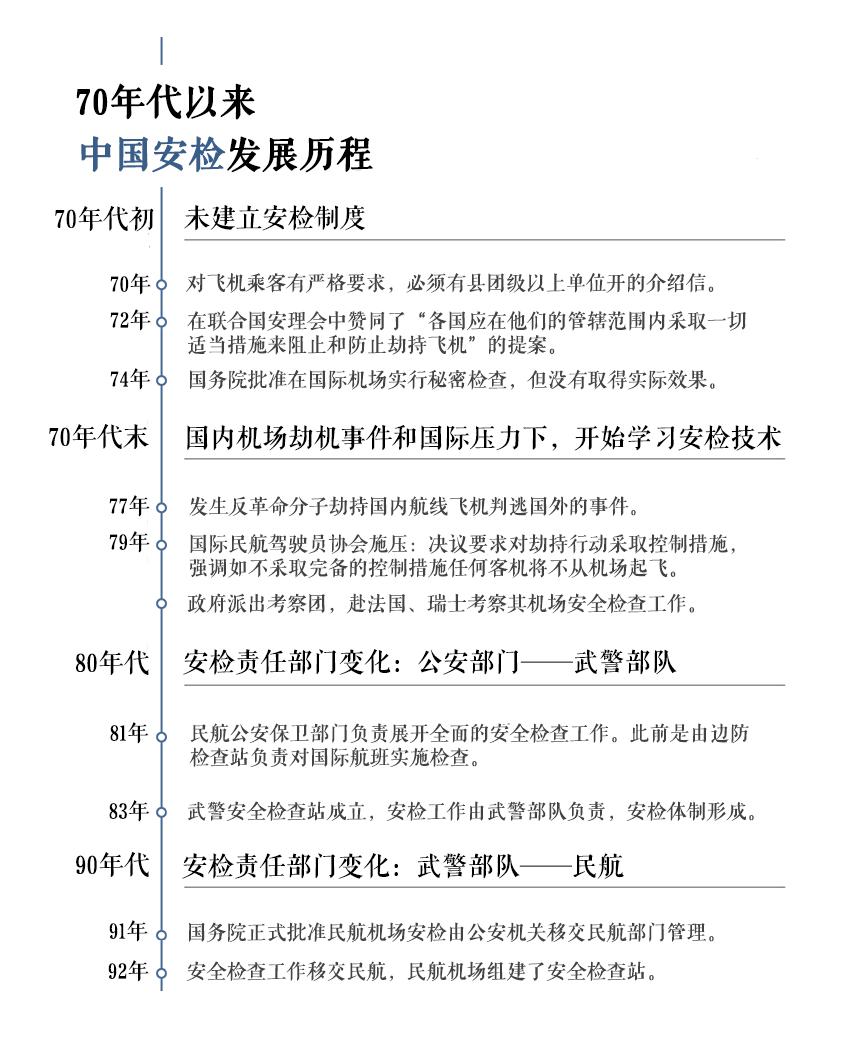 70年代以来
中国安检发展历程
70年代初 未建立安检制度
70年 对飞机乘客有严格要求，必须有县团级以上单位开的介绍信。
72年 在联合国安理会中赞同了“各国应在他们的管辖范围内采取一切
适当措施来阻止和防止劫持飞机”的提案。
74年 国务院批准在国际机场实行秘密检查，但没有取得实际效果。
70年代末 国内机场劫机事件和国际压力下，开始学习安检技术
77年 发生反革命分子劫持国内航线飞机判逃国外的事件。
79年 国际民航驾驶员协会施压：决议要求对劫持行动采取控制措施，
强调如不采取完备的控制措施任何客机将不从机场起飞。
政府派出考察团，赴法国、瑞士考察其机场安全检查工作。
80年代 安检责任部门变化：公安部门——武警部队
81年 民航公安保卫部门负责展开全面的安全检查工作。此前是由边防
检查站负责对国际航班实施检查。
83年 武警安全检查站成立，安检工作由武警部队负责，安检体制形成。
90年代 安检责任部门变化：武警部队——民航
91年 国务院正式批准民航机场安检由公安机关移交民航部门管理。
92年 安全检查工作移交民航，民航机场组建了安全检查站。